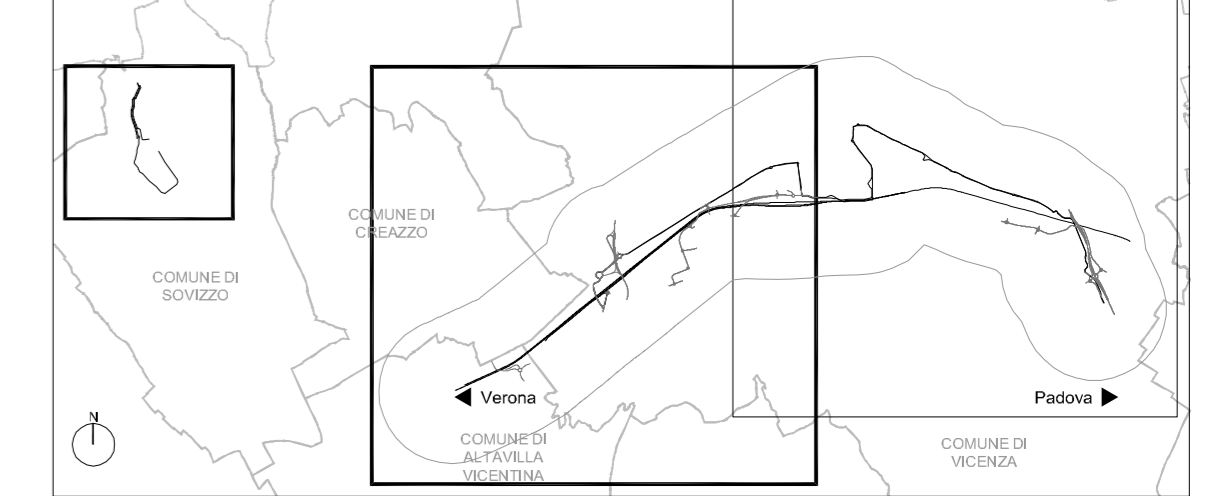 COMUNE DI
CREAZZO
COMUNE DI
SOVIZZO
Verona
Padova
N
COMUNE DI
ALTAVILLA
VICENTINA
COMUNE DI
VICENZA